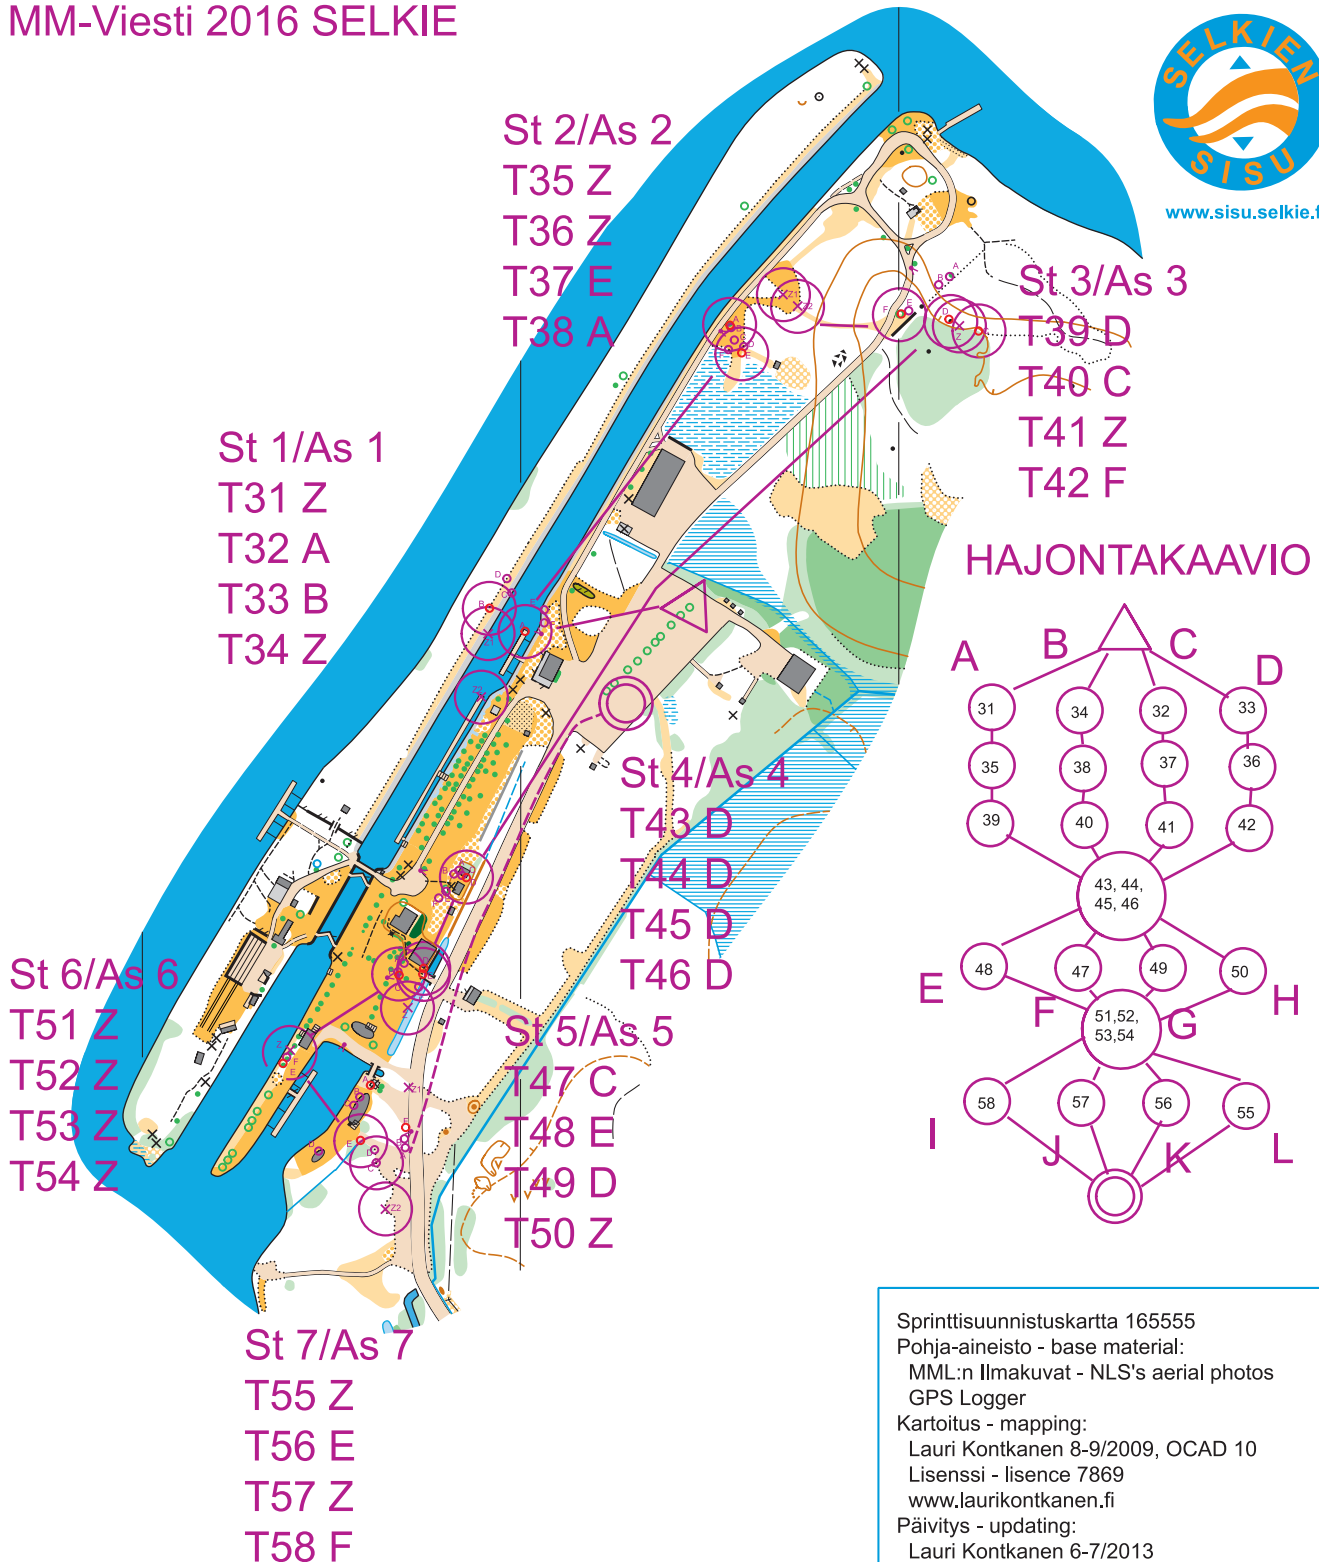 MM-Viesti 2016 SELKIE
SELKIEN
SISU
www.sisu.selkie.f
St 2/As 2
T35 Z
T36 Z
T37 E
T38 A
St 3/As 3
T39 D
T40 C
T41 Z
T42 F
St 1/As 1
T31 Z
T32 A
T33 B
T34 Z
HAJONTAKAAVIO
A
B
C
D
31
34
32
33
35
38
37
36
39
40
41
42
43, 44,
45, 46
48
47
49
50
E
F
G
H
51,52,
53,54
58
57
56
55
I
J
K
L
St 4/As 4
T43 D
T44 D
T45 D
T46 D
St 6/As 6
T51 Z
T52 Z
T53 Z
T54 Z
St 5/As 5
T47 C
T48 E
T49 D
T50 Z
St 7/As 7
T55 Z
T56 E
T57 Z
T58 F
Sprinttisuunnistuskartta 165555
Pohja-aineisto - base material:
MML:n Ilmakuvat - NLS's aerial photos
GPS Logger
Kartoitus - mapping:
Lauri Kontkanen 8-9/2009, OCAD 10
Lisenssi - lisence 7869
www.laurikontkanen.fi
Päivitys - updating:
Lauri Kontkanen 6-7/2013